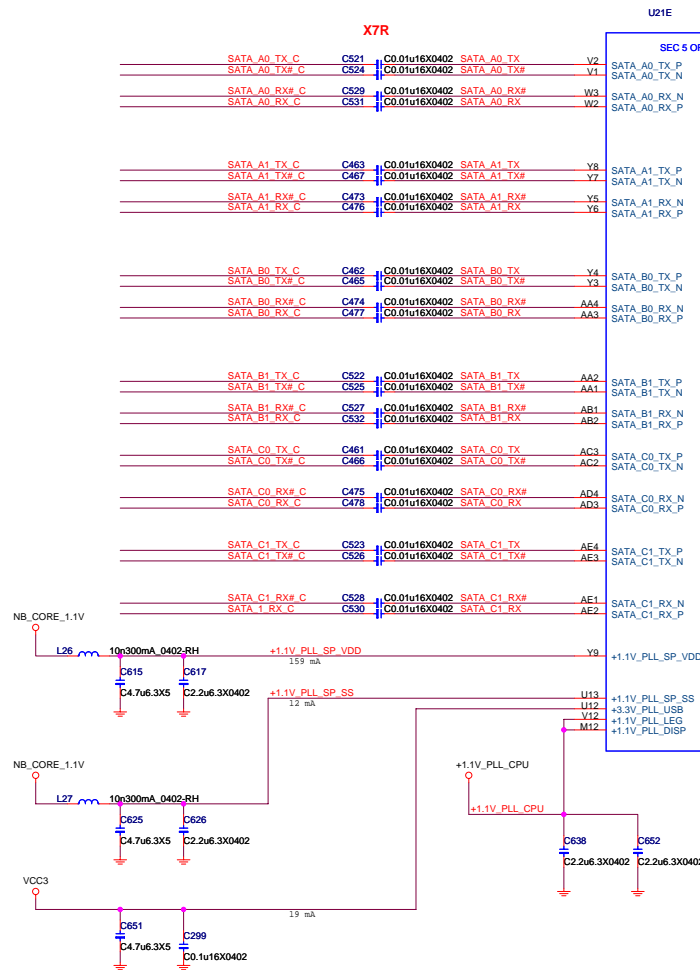 U21E
X7R
SEC 5 OF
SATA_A0_TX_C C521 C0.01u16X0402 SATA_A0_TX V2 SATA_A0_TX_P
SATA_A0_TX#_C C524 C0.01u16X0402 SATA_A0_TX# V1 SATA_A0_TX_N
SATA_A0_RX#_C C529 C0.01u16X0402 SATA_A0_RX# W3 SATA_A0_RX_N
SATA_A0_RX_C C531 C0.01u16X0402 SATA_A0_RX W2 SATA_A0_RX_P
SATA_A1_TX_C C463 C0.01u16X0402 SATA_A1_TX Y8 SATA_A1_TX_P
SATA_A1_TX#_C C467 C0.01u16X0402 SATA_A1_TX# Y7 SATA_A1_TX_N
SATA_A1_RX#_C C473 C0.01u16X0402 SATA_A1_RX# Y5 SATA_A1_RX_N
SATA_A1_RX_C C476 C0.01u16X0402 SATA_A1_RX Y6 SATA_A1_RX_P
SATA_B0_TX_C C462 C0.01u16X0402 SATA_B0_TX Y4 SATA_B0_TX_P
SATA_B0_TX#_C C465 C0.01u16X0402 SATA_B0_TX# Y3 SATA_B0_TX_N
SATA_B0_RX#_C C474 C0.01u16X0402 SATA_B0_RX# AA4 SATA_B0_RX_N
SATA_B0_RX_C C477 C0.01u16X0402 SATA_B0_RX AA3 SATA_B0_RX_P
SATA_B1_TX_C C522 C0.01u16X0402 SATA_B1_TX AA2 SATA_B1_TX_P
SATA_B1_TX#_C C525 C0.01u16X0402 SATA_B1_TX# AA1 SATA_B1_TX_N
SATA_B1_RX#_C C527 C0.01u16X0402 SATA_B1_RX# AB1 SATA_B1_RX_N
SATA_B1_RX_C C532 C0.01u16X0402 SATA_B1_RX AB2 SATA_B1_RX_P
SATA_C0_TX_C C461 C0.01u16X0402 SATA_C0_TX AC3 SATA_C0_TX_P
SATA_C0_TX#_C C466 C0.01u16X0402 SATA_C0_TX# AC2 SATA_C0_TX_N
SATA_C0_RX#_C C475 C0.01u16X0402 SATA_C0_RX# AD4 SATA_C0_RX_N
SATA_C0_RX_C C478 C0.01u16X0402 SATA_C0_RX AD3 SATA_C0_RX_P
SATA_C1_TX_C C523 C0.01u16X0402 SATA_C1_TX AE4 SATA_C1_TX_P
SATA_C1_TX#_C C526 C0.01u16X0402 SATA_C1_TX# AE3 SATA_C1_TX_N
SATA_C1_RX#_C C528 C0.01u16X0402 SATA_C1_RX# AE1 SATA_C1_RX_N
SATA_1_RX_C C530 C0.01u16X0402 SATA_C1_RX AE2 SATA_C1_RX_P
NB_CORE_1.1V
L26 10n300mA_0402-RH +1.1V_PLL_SP_VDD Y9 +1.1V_PLL_SP_VDD
159 mA
C615 C617
C4.7u6.3X5 C2.2u6.3X0402
+1.1V_PLL_SP_SS U13 +1.1V_PLL_SP_SS
12 mA U12 +3.3V_PLL_USB
V12 +1.1V_PLL_LEG
M12 +1.1V_PLL_DISP
NB_CORE_1.1V +1.1V_PLL_CPU
L27 10n300mA_0402-RH
+1.1V_PLL_CPU
C625 C626
C4.7u6.3X5 C2.2u6.3X0402
C638 C652
C2.2u6.3X0402 C2.2u6.3X0402
VCC3
19 mA
C651 C299
C4.7u6.3X5 C0.1u16X0402